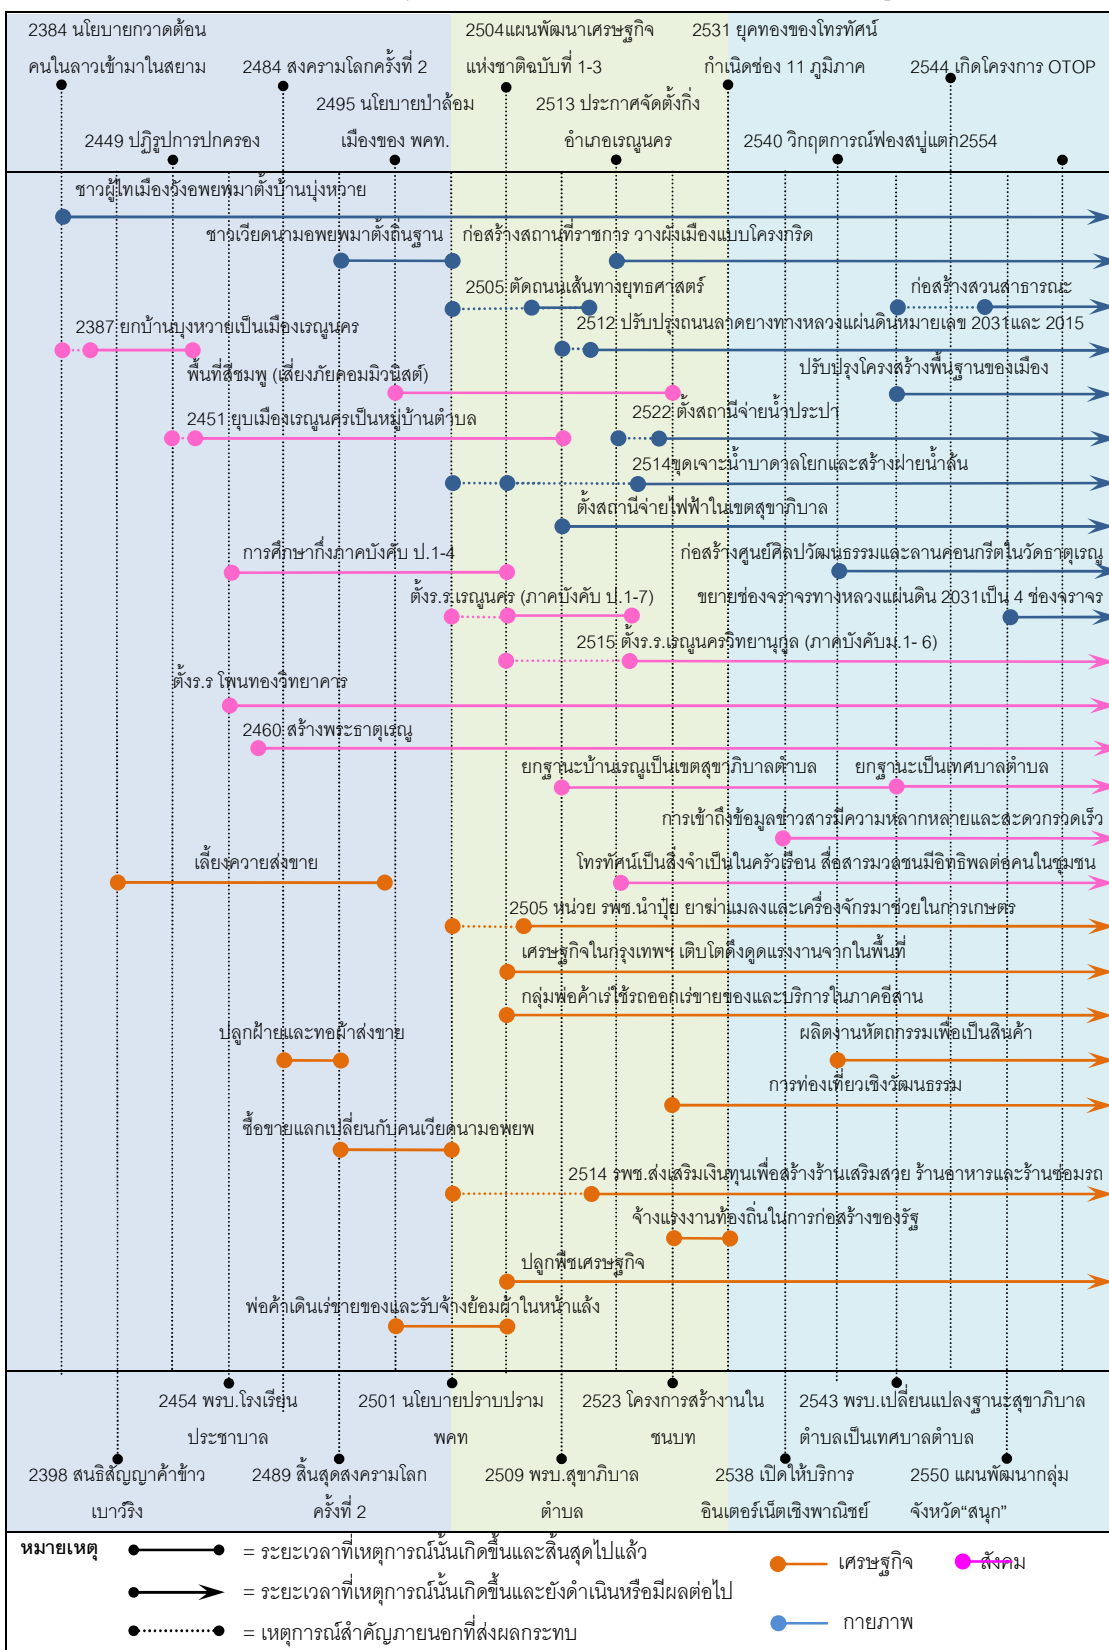 2384 นโยบายกวาดต้อน
คนในลาวเข้ามาในสยาม
2484 สงครามโลกครั้งที่ 2
2504แผนพัฒนาเศรษฐกิจ
แห่งชาติฉบับที่ 1-3
2531 ยุคทองของโทรทัศน์
กำเนิดช่อง 11 ภูมิภาค
2544 เกิดโครงการ OTOP
2449 ปฏิรูปการปกครอง
2495 นโยบายป่าล้อม
เมืองของ พคท.
2513 ประกาศจัดตั้งกิ่ง
อำเภอเรณูนคร
2540 วิกฤตการณ์ฟองสบู่แตก2554
ชาวผู้ไทเมืองวังอพยพมาตั้งบ้านบุ่งหวาย
ชาวเวียดนามอพยพมาตั้งถิ่นฐาน
ก่อสร้างสถานที่ราชการ วางผังเมืองแบบโครงกริด
2505 ตัดถนนเส้นทางยุทธศาสตร์
ก่อสร้างสวนสาธารณะ
2387 ยกบ้านบุงหวายเป็นเมืองเรณูนคร
2512 ปรับปรุงถนนลาดยางทางหลวงแผ่นดินหมายเลข 2031และ 2015
พื้นที่สีชมพู (เสี่ยงภัยคอมมิวนิสต์)
ปรับปรุงโครงสร้างพื้นฐานของเมือง
2451 ยุบเมืองเรณูนครเป็นหมู่บ้านตำบล
2522 ตั้งสถานีจ่ายน้ำประปา
2514ขุดเจาะน้ำบาดาลโยกและสร้างฝายน้ำล้น
ตั้งสถานีจ่ายไฟฟ้าในเขตสุขาภิบาล
การศึกษากึ่งภาคบังคับ ป.1-4
ก่อสร้างศูนย์ศิลปวัฒนธรรมและลานคอนกรีตในวัดธาตุเรณู
ตั้งร.ร.เรณูนคร (ภาคบังคับ ป.1-7)
ขยายช่องจราจรทางหลวงแผ่นดิน 2031เป็น 4 ช่องจราจร
2515 ตั้งร.ร.เรณูนครวิทยานุกูล (ภาคบังคับม.1- 6)
ตั้งร.ร โพนทองวิทยาคาร
2460 สร้างพระธาตุเรณู
ยกฐานะบ้านเรณูเป็นเขตสุขาภิบาลตำบล
ยกฐานะเป็นเทศบาลตำบล
การเข้าถึงข้อมูลข่าวสารมีความหลากหลายและสะดวกรวดเร็ว
เลี้ยงควายส่งขาย
โทรทัศน์เป็นสิ่งจำเป็นในครัวเรือน สื่อสารมวลชนมีอิทธิพลต่อคนในชุมชน
2505 หน่วย รพช.นำปุ๋ย ยาฆ่าแมลงและเครื่องจักรมาช่วยในการเกษตร
เศรษฐกิจในกรุงเทพฯ เติบโตดึงดูดแรงงานจากในพื้นที่
กลุ่มพ่อค้าเร่ใช้รถออกเร่ขายของและบริการในภาคอีสาน
ปลูกฝ้ายและทอผ้าส่งขาย
ผลิตงานหัตถกรรมเพื่อเป็นสินค้า
การท่องเที่ยวเชิงวัฒนธรรม
ซื้อขายแลกเปลี่ยนกับคนเวียดนามอพยพ
2514 รพช.ส่งเสริมเงินทุนเพื่อสร้างร้านเสริมสวย ร้านอาหารและร้านซ่อมรถ
จ้างแรงงานท้องถิ่นในการก่อสร้างของรัฐ
ปลูกพืชเศรษฐกิจ
พ่อค้าเดินเร่ขายของและรับจ้างย้อมผ้าในหน้าแล้ง
2454 พรบ.โรงเรียน
ประชาบาล
2501 นโยบายปราบปราม
พคท
2523 โครงการสร้างงานใน
ชนบท
2543 พรบ.เปลี่ยนแปลงฐานะสุขาภิบาล
ตำบลเป็นเทศบาลตำบล
2398 สนธิสัญญาค้าข้าว
เบาว์ริง
2489 สิ้นสุดสงครามโลก
ครั้งที่ 2
2509 พรบ.สุขาภิบาล
ตำบล
2538 เปิดให้บริการ
อินเตอร์เน็ตเชิงพาณิชย์
2550 แผนพัฒนากลุ่ม
จังหวัด“สนุก”
หมายเหตุ
= ระยะเวลาที่เหตุการณ์นั้นเกิดขึ้นและสิ้นสุดไปแล้ว
เศรษฐกิจ
สังคม
= ระยะเวลาที่เหตุการณ์นั้นเกิดขึ้นและยังดำเนินหรือมีผลต่อไป
กายภาพ
= เหตุการณ์สำคัญภายนอกที่ส่งผลกระทบ